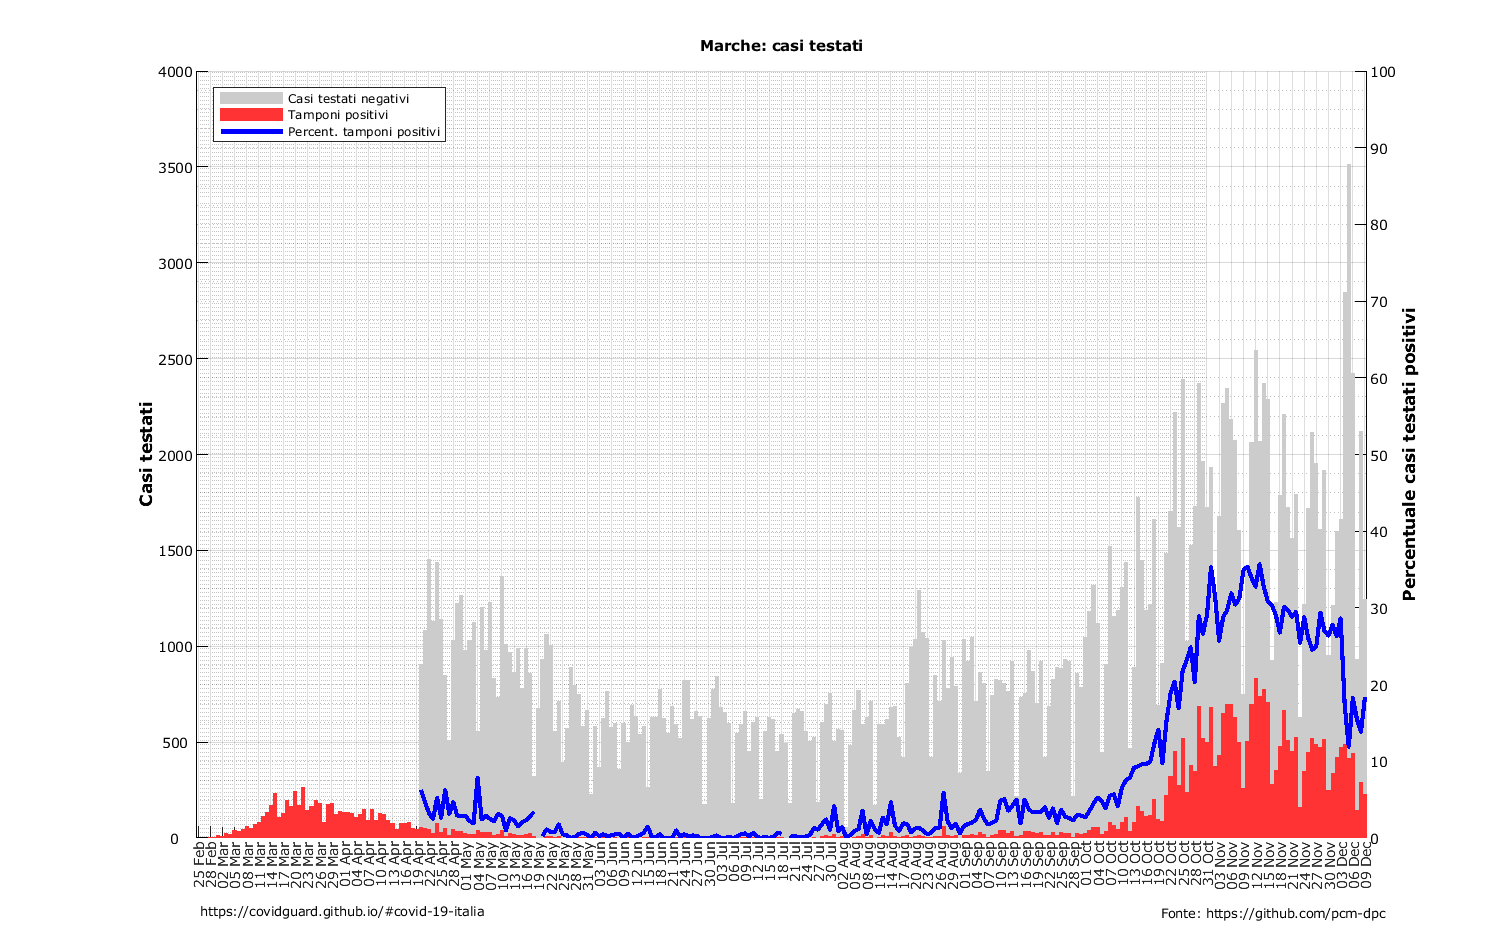 Marche: casi testati
4000
3500
3000
2500
2000
1500
1000
500
0
Casi testati
Casi testati negativi
Tamponi positivi
Percent. tamponi positivi
100
90
80
70
60
50
40
30
20
10
0
Percentuale casi testati positivi
25 Feb
28 Feb
02 Mar
05 Mar
08 Mar
11 Mar
14 Mar
17 Mar
20 Mar
23 Mar
26 Mar
29 Mar
01 Apr
04 Apr
07 Apr
10 Apr
13 Apr
16 Apr
19 Apr
22 Apr
25 Apr
28 Apr
01 May
04 May
07 May
10 May
13 May
16 May
19 May
22 May
25 May
28 May
31 May
03 Jun
06 Jun
09 Jun
12 Jun
15 Jun
18 Jun
21 Jun
24 Jun
27 Jun
30 Jun
03 Jul
06 Jul
09 Jul
12 Jul
15 Jul
18 Jul
21 Jul
24 Jul
27 Jul
30 Jul
02 Aug
05 Aug
08 Aug
11 Aug
14 Aug
17 Aug
20 Aug
23 Aug
26 Aug
29 Aug
01 Sep
04 Sep
07 Sep
10 Sep
13 Sep
16 Sep
19 Sep
22 Sep
25 Sep
28 Sep
01 Oct
04 Oct
07 Oct
10 Oct
13 Oct
16 Oct
19 Oct
22 Oct
25 Oct
28 Oct
31 Oct
03 Nov
06 Nov
09 Nov
12 Nov
15 Nov
18 Nov
21 Nov
24 Nov
27 Nov
30 Nov
03 Dec
06 Dec
09 Dec
https://covidguard.github.io/#covid-19-italia
Fonte: https://github.com/pcm-dpc